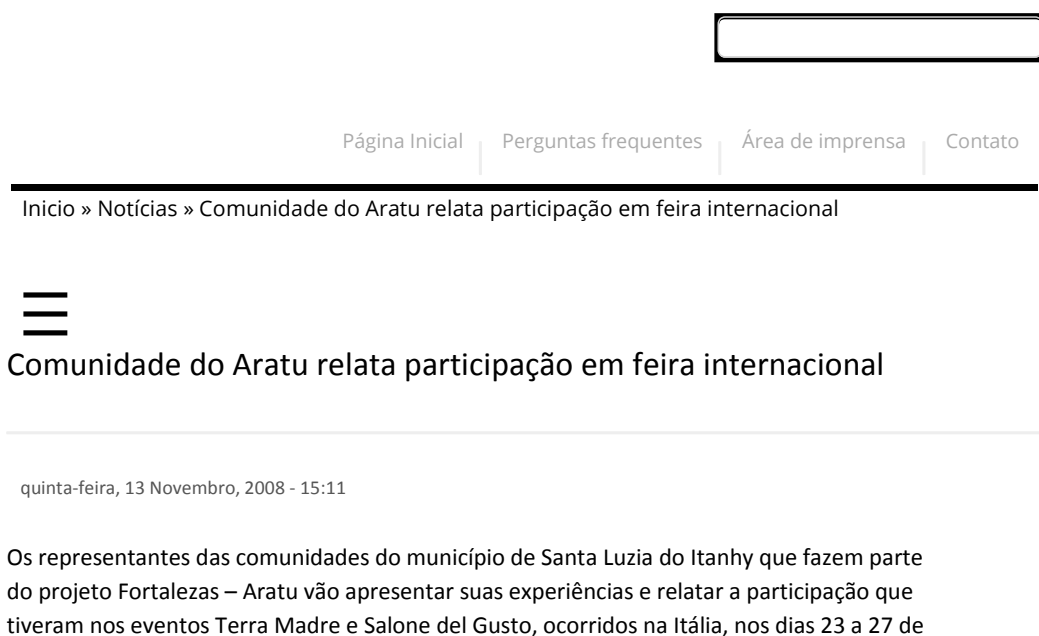 Página Inicial Perguntas frequentes Área de imprensa Contato
Inicio » Notícias » Comunidade do Aratu relata participação em feira internacional
Comunidade do Aratu relata participação em feira internacional
quinta-feira, 13 Novembro, 2008 - 15:11
Os representantes das comunidades do município de Santa Luzia do Itanhy que fazem parte
do projeto Fortalezas – Aratu vão apresentar suas experiências e relatar a participação que
tiveram nos eventos Terra Madre e Salone del Gusto, ocorridos na Itália, nos dias 23 a 27 de